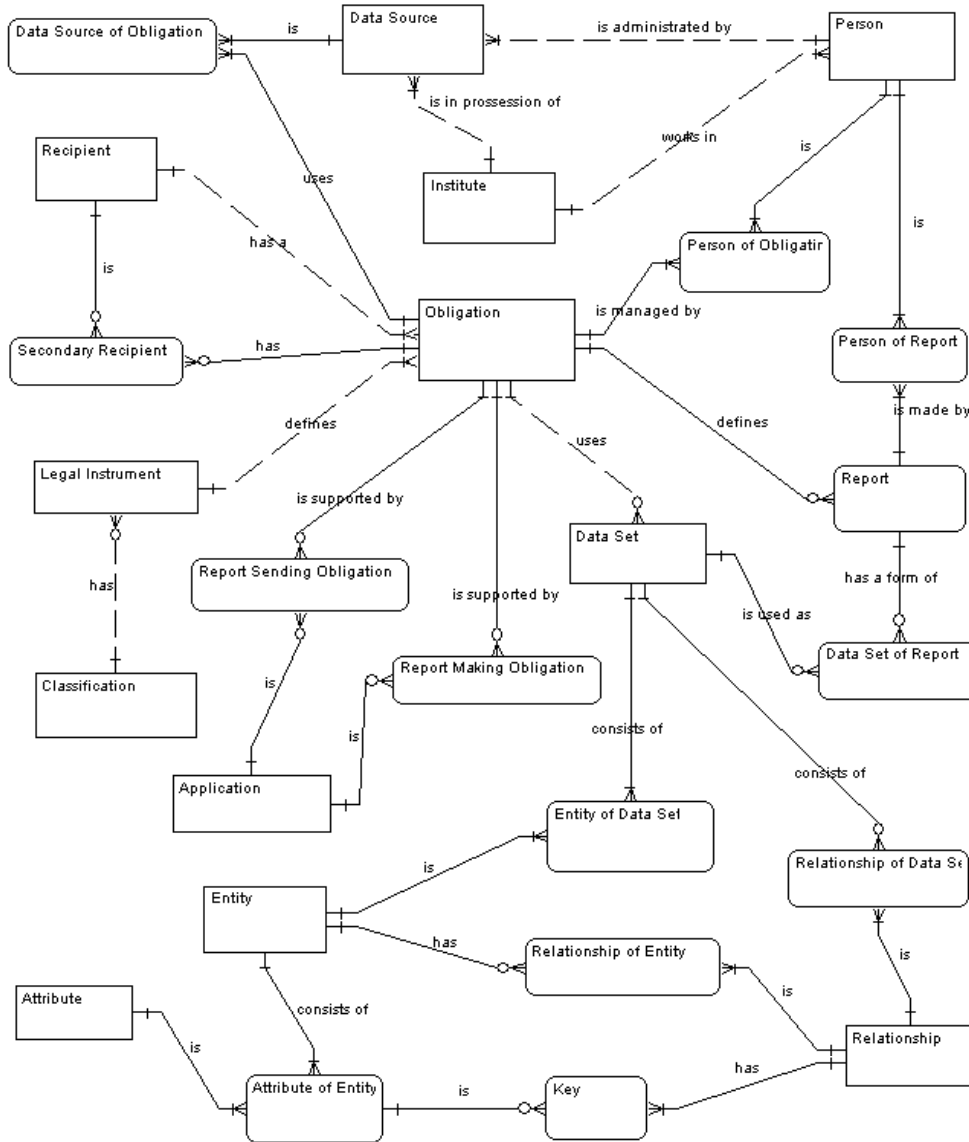 Data Source of Obligation
is
Data Source
is administrated by
Person
is in prossession of
works in
is
Recipient
Institute
uses
has a
is
is
Person of Obligatir
is managed by
Obligation
Secondary Recipient
has
Person of Report
is made by
defines
uses
defines
Legal Instrument
is supported by
Report
Data Set
Report Sending Obligation
has
has a form of
is supported by
is used as
Report Making Obligation
Data Set of Report
Classification
is
is
consists of
consists of
Application
Entity of Data Set
is
Relationship of Data Se
Entity
has
Relationship of Entity
is
Attribute
consists of
is
Relationship
is
has
Attribute of Entity
is
Key